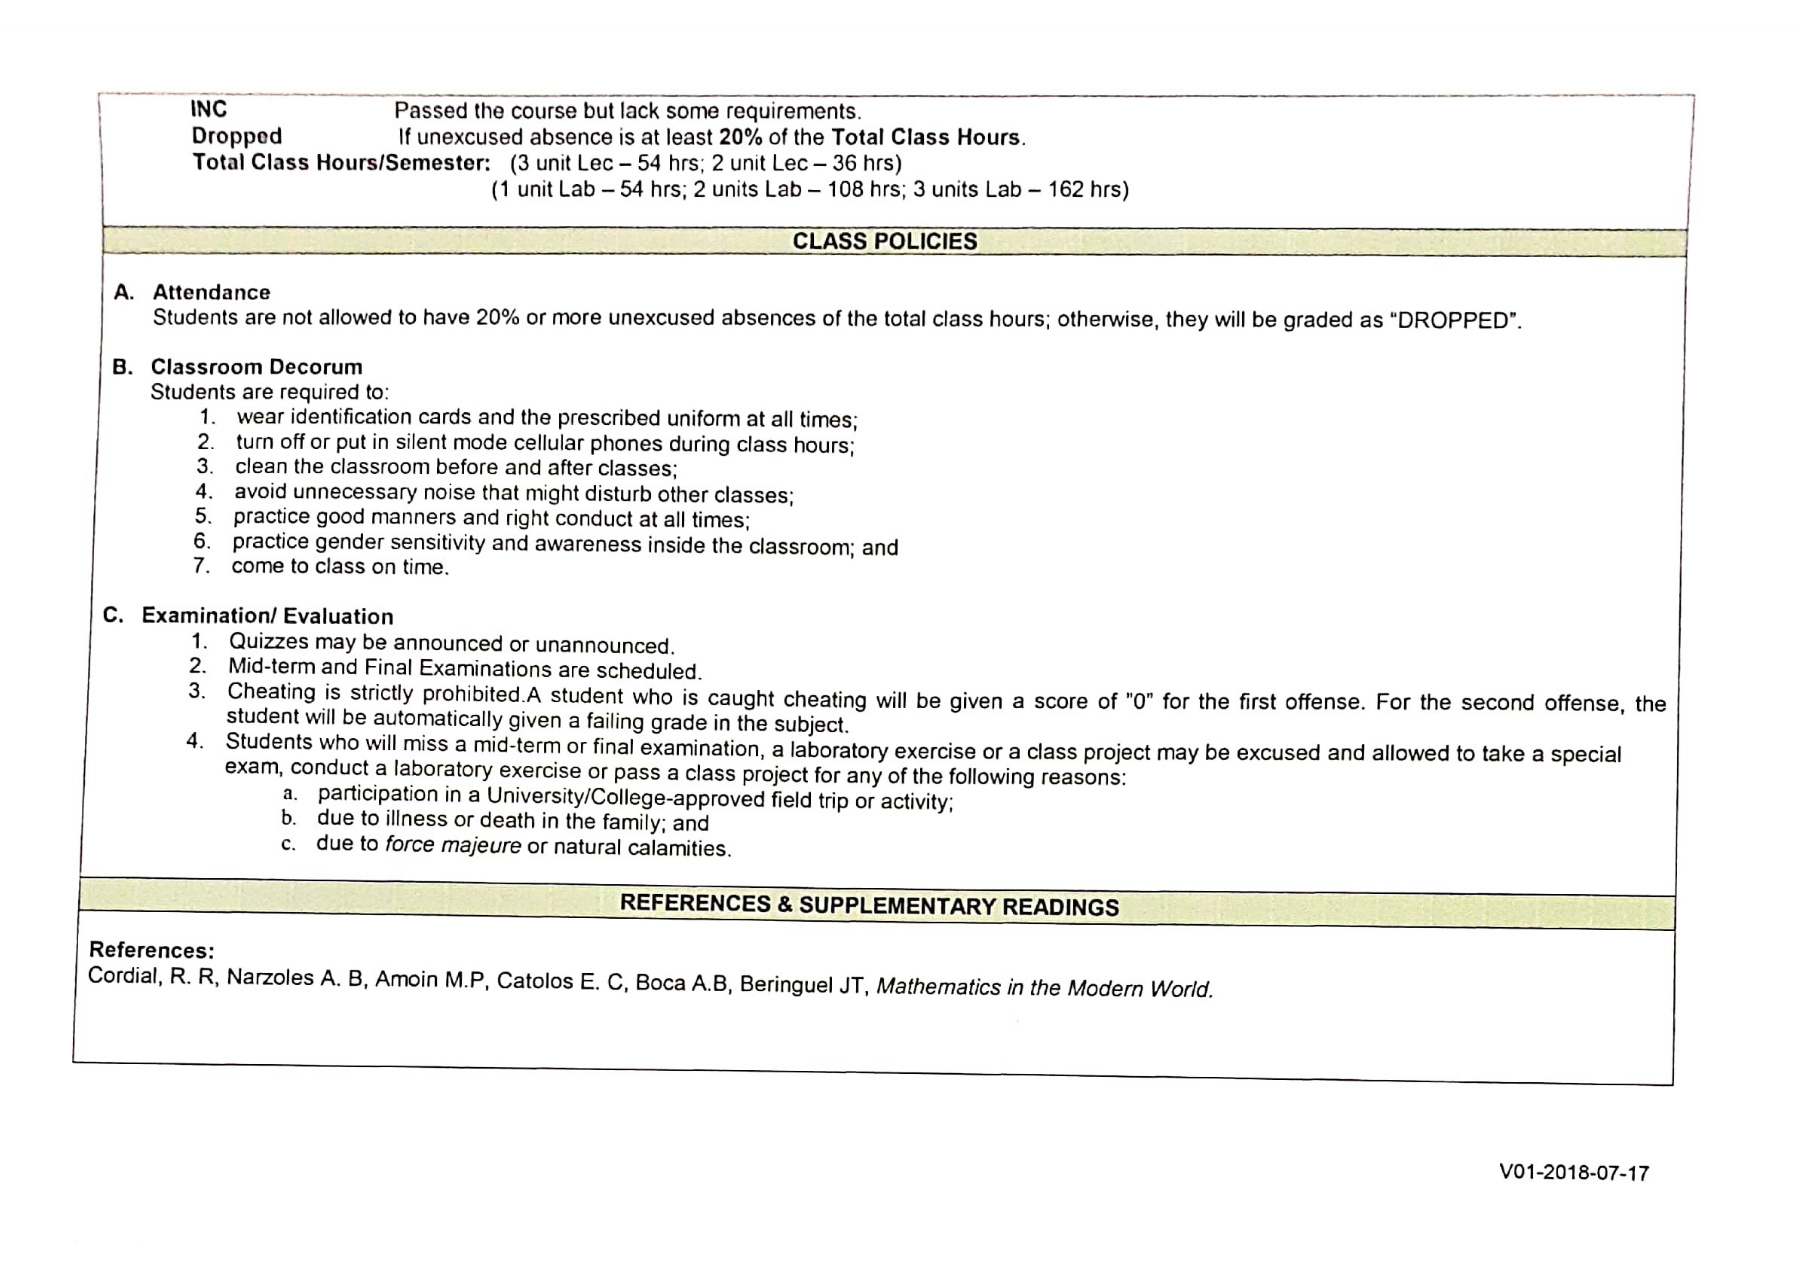 INC Passed the course but lack some requirements.
Dropped If unexcused absence is at least 20% of the Total Class Hours.
Total Class Hours/Semester: (3 unit Lec – 54 hrs; 2 unit Lec – 36 hrs)
(1 unit Lab – 54 hrs; 2 units Lab – 108 hrs; 3 units Lab – 162 hrs)
CLASS POLICIES
A. Attendance
Students are not allowed to have 20% or more unexcused absences of the total class hours; otherwise, they will be graded as “DROPPED”.
B. Classroom Decorum
Students are required to:
1. wear identification cards and the prescribed uniform at all times;
2. turn off or put in silent mode cellular phones during class hours;
3. clean the classroom before and after classes;
4. avoid unnecessary noise that might disturb other classes;
5. practice good manners and right conduct at all times;
6. practice gender sensitivity and awareness inside the classroom; and
7. come to class on time.
C. Examination/ Evaluation
1. Quizzes may be announced or unannounced.
2. Mid-term and Final Examinations are scheduled.
3. Cheating is strictly prohibited.A student who is caught cheating will be given a score of "0" for the first offense. For the second offense, the
student will be automatically given a failing grade in the subject.
4. Students who will miss a mid-term or final examination, a laboratory exercise or a class project may be excused and allowed to take a special
exam, conduct a laboratory exercise or pass a class project for any of the following reasons:
a. participation in a University/College-approved field trip or activity;
b. due to illness or death in the family; and
c. due to force majeure or natural calamities.
REFERENCES & SUPPLEMENTARY READINGS
References:
Cordial, R. R, Narzoles A. B, Amoin M.P, Catolos E. C, Boca A.B, Beringuel JT, Mathematics in the Modern World.
V01-2018-07-17